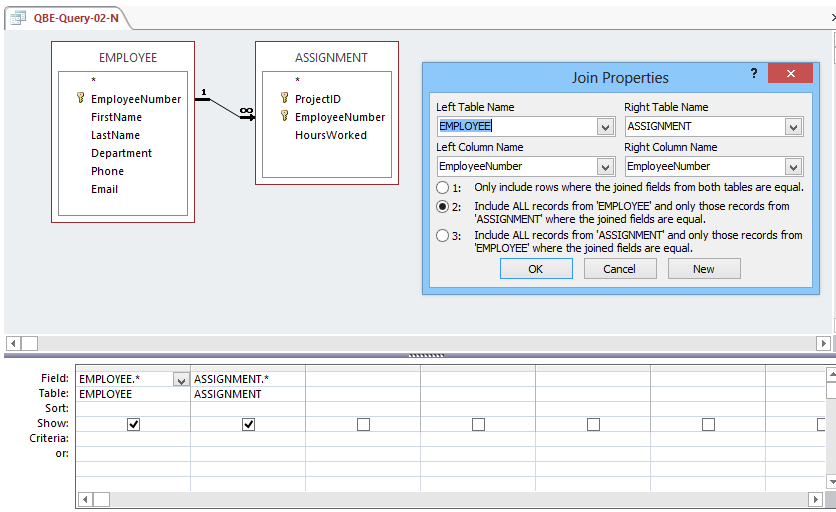 QBE-Query-02-N
EMPLOYEE
*
EmployeeNumber
FirstName
LastName
Department
Phone
Email
1
∞
ASSIGNMENT
*
ProjectID
EmployeeNumber
HoursWorked
Join Properties
?
Left Table Name
Right Table Name
EMPLOYEE
ASSIGNMENT
Left Column Name
Right Column Name
EmployeeNumber
EmployeeNumber
1: Only include rows where the joined fields from both tables are equal.
2: Include ALL records from 'EMPLOYEE' and only those records from
'ASSIGNMENT' where the joined fields are equal.
3: Include ALL records from 'ASSIGNMENT' and only those records from
'EMPLOYEE' where the joined fields are equal.
OK Cancel New
Field: EMPLOYEE.* ASSIGNMENT.*
Table: EMPLOYEE ASSIGNMENT
Sort:
Show:
Criteria:
or: